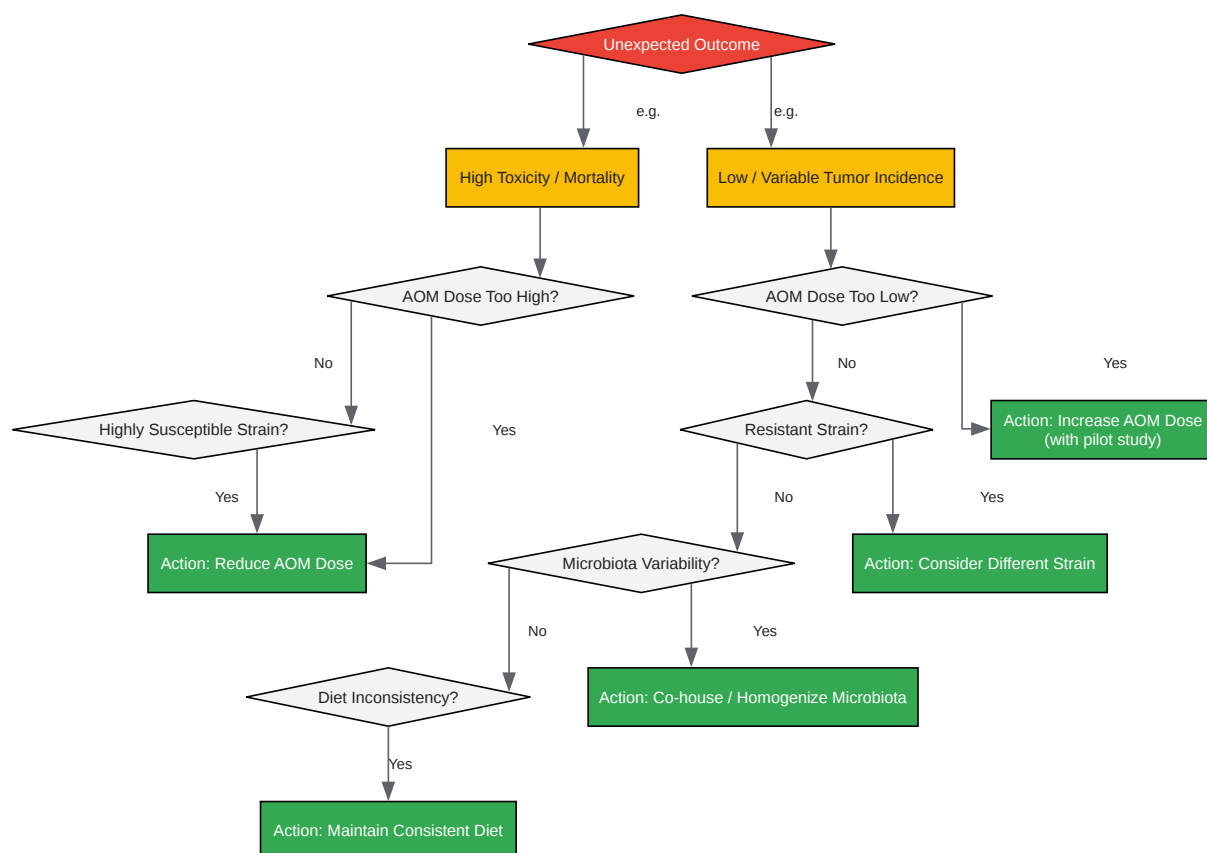 Unexpected Outcome
e.g.
e.g.
High Toxicity / Mortality
Low / Variable Tumor Incidence
AOM Dose Too High?
AOM Dose Too Low?
No
No
Yes
Highly Susceptible Strain?
Yes
Resistant Strain?
Action: Increase AOM Dose
(with pilot study)
Yes
No
Yes
Action: Reduce AOM Dose
Microbiota Variability?
Action: Consider Different Strain
No
Yes
Diet Inconsistency?
Action: Co-house / Homogenize Microbiota
Yes
Action: Maintain Consistent Diet